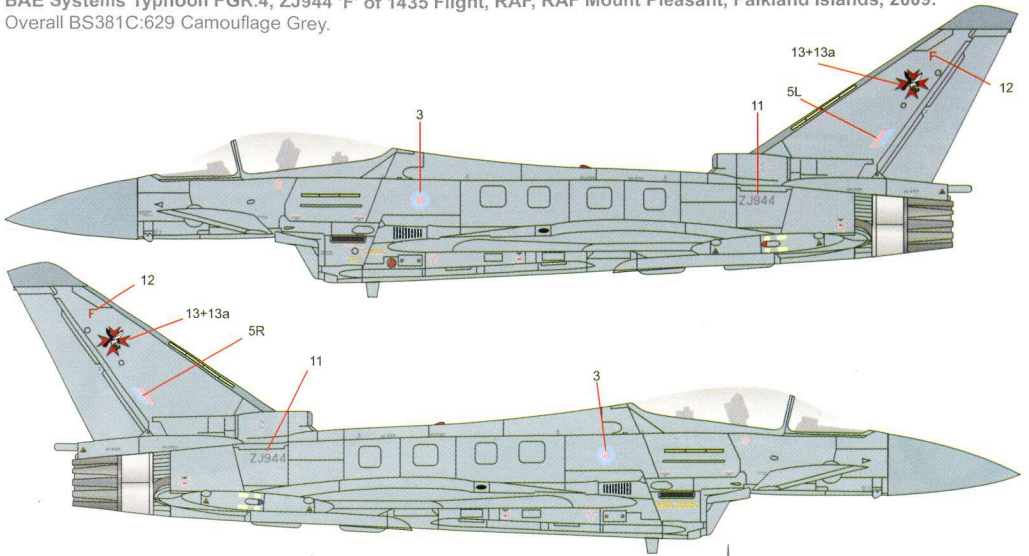 BAE Systems Typhoon FGR.4, ZJ944 'F' of 1435 Flight, RAF, RAF Mount Pleasant, Falkland Islands, 2009.
Overall BS381C:629 Camouflage Grey.
13+13a
F
12
5L
11
3
ZJ944
12
F
13+13a
5R
11
3
ZJ944